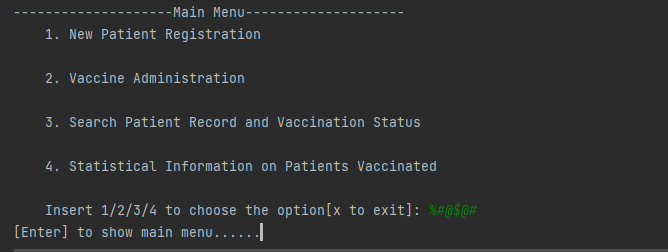 --------------------Main Menu--------------------
1. New Patient Registration
2. Vaccine Administration
3. Search Patient Record and Vaccination Status
4. Statistical Information on Patients Vaccinated
Insert 1/2/3/4 to choose the option[x to exit]: %#@$@#
[Enter] to show main menu......